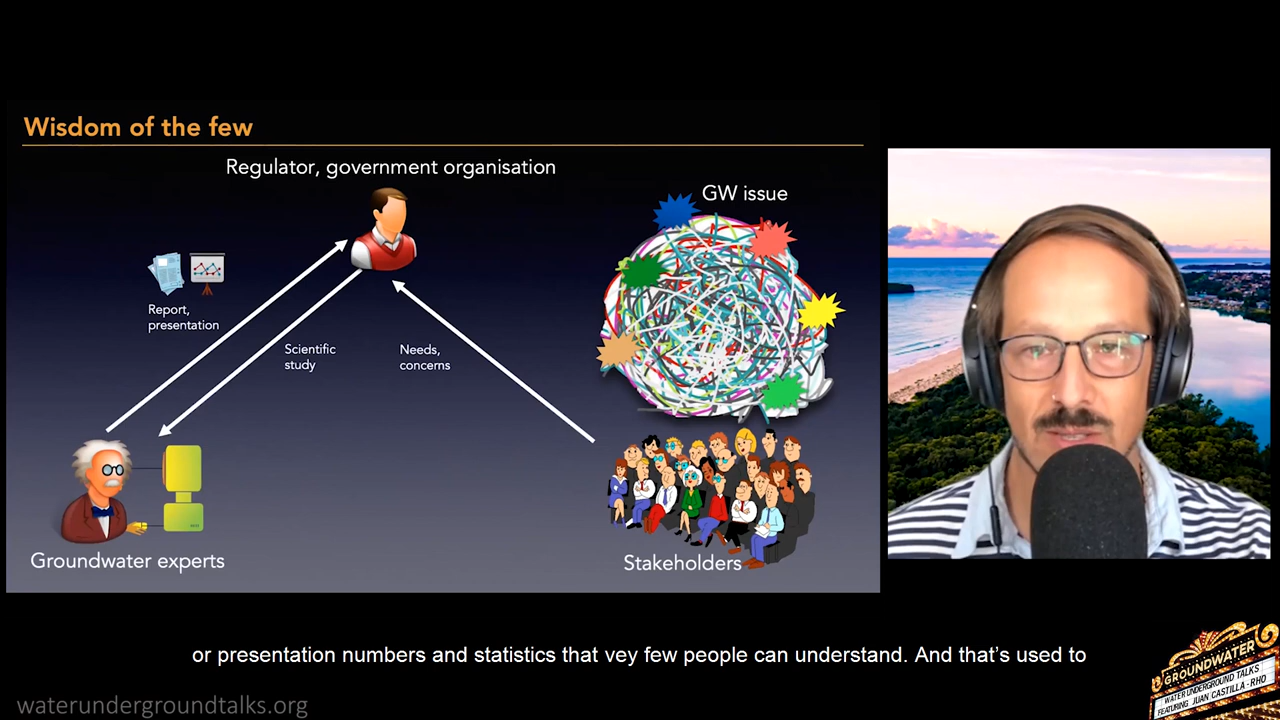 Wisdom of the few
Regulator, government organisation
GW issue
Report,
presentation
Scientific
study
Needs,
concerns
Groundwater experts
Stakeholders
or presentation numbers and statistics that vey few people can understand. And that’s used to
waterundergroundtalks.org
GROUNDWATER
WATER UNDERGROUND TALKS
FEATURING JUAN CASTILLA-RHO